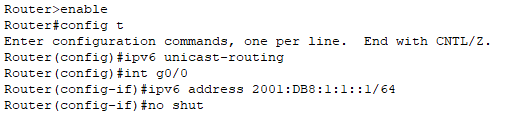 Router>enable
Router#config t
Enter configuration commands, one per line.  End with CNTL/Z.
Router(config)#ipv6 unicast-routing
Router(config)#int g0/0
Router(config-if)#ipv6 address 2001:DB8:1:1::1/64
Router(config-if)#no shut